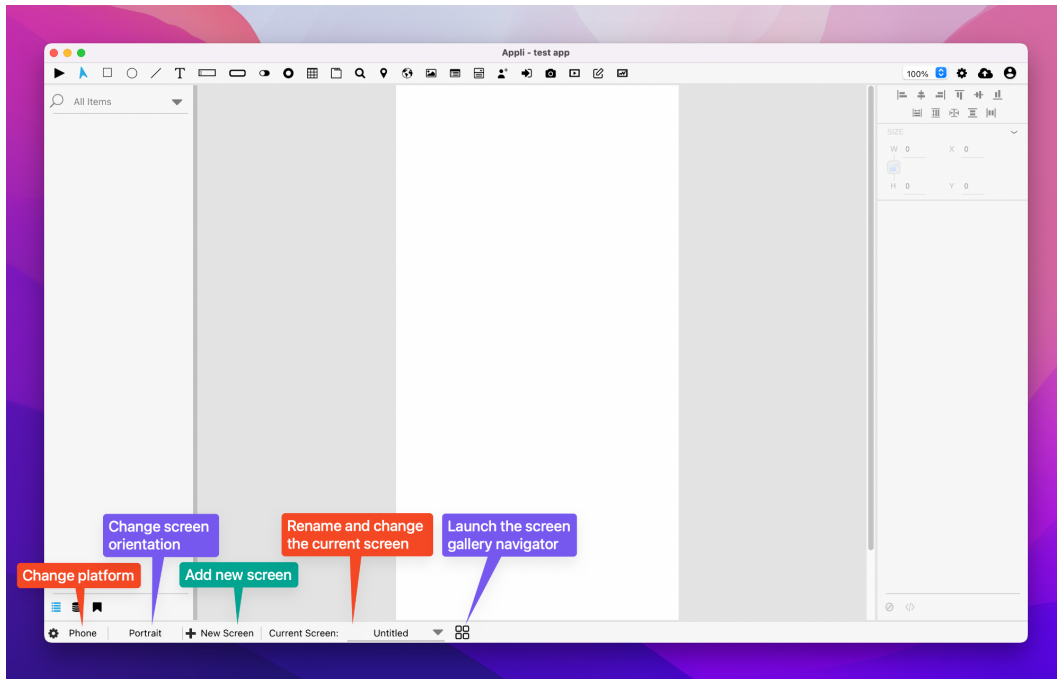 Appli - test app
T
100%
All Items
SIZE
W 0 X 0
H 0 Y 0
Change screen
orientation
Rename and change
the current screen
Launch the screen
gallery navigator
Change platform
Add new screen
Phone
Portrait
New Screen
Current Screen:
Untitled